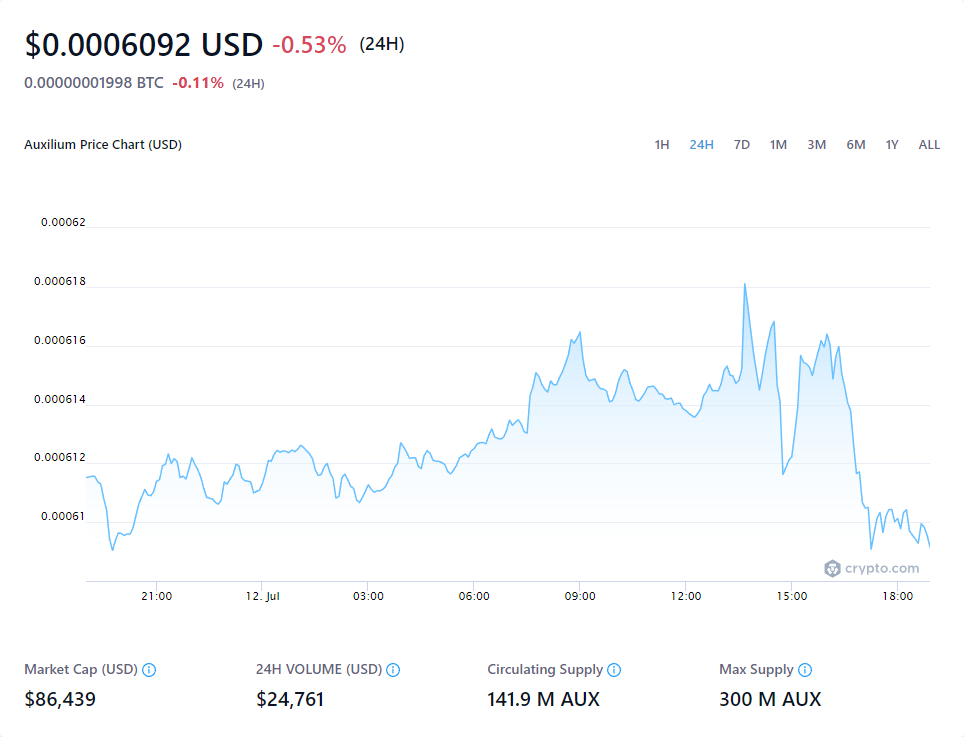 $0.0006092 USD -0.53% (24H)
0.00000001998 BTC -0.11% (24H)
Auxilium Price Chart (USD) 1H 24H 7D 1M 3M 6M 1Y ALL
0.00062
0.000618
0.000616
0.000614
0.000612
0.00061
crypto.com
21:00 12. Jul 03:00 06:00 09:00 12:00 15:00 18:00
Market Cap (USD) 24H VOLUME (USD) Circulating Supply Max Supply
$86,439 $24,761 141.9 M AUX 300 M AUX